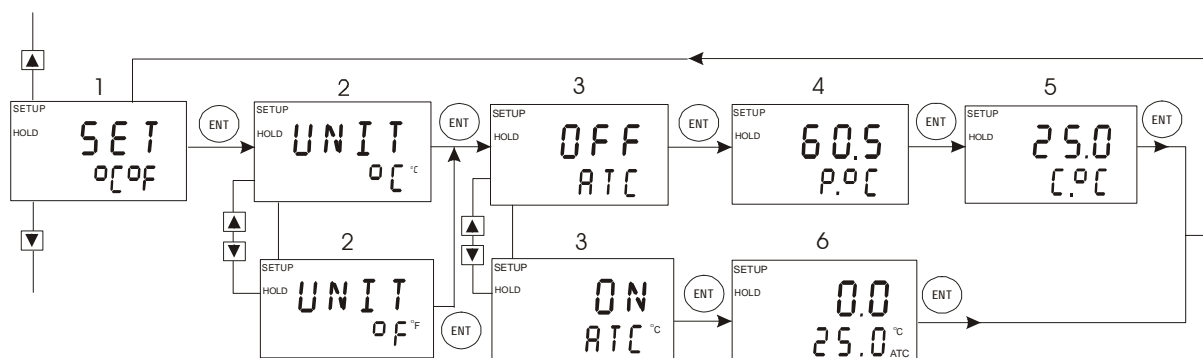 1
SETUP
HOLD
SET
°C°F
ENT
2
SETUP
HOLD
UNIT
°C °C
ENT
3
SETUP
HOLD
OFF
ATC
ENT
4
SETUP
HOLD
60.5
P.°C
ENT
5
SETUP
HOLD
25.0
C.°C
ENT
2
SETUP
HOLD
UNIT
°F °F
ENT
3
SETUP
HOLD
ON
ATC °C
ENT
6
SETUP
HOLD
0.0
25.0 °C ATC
ENT